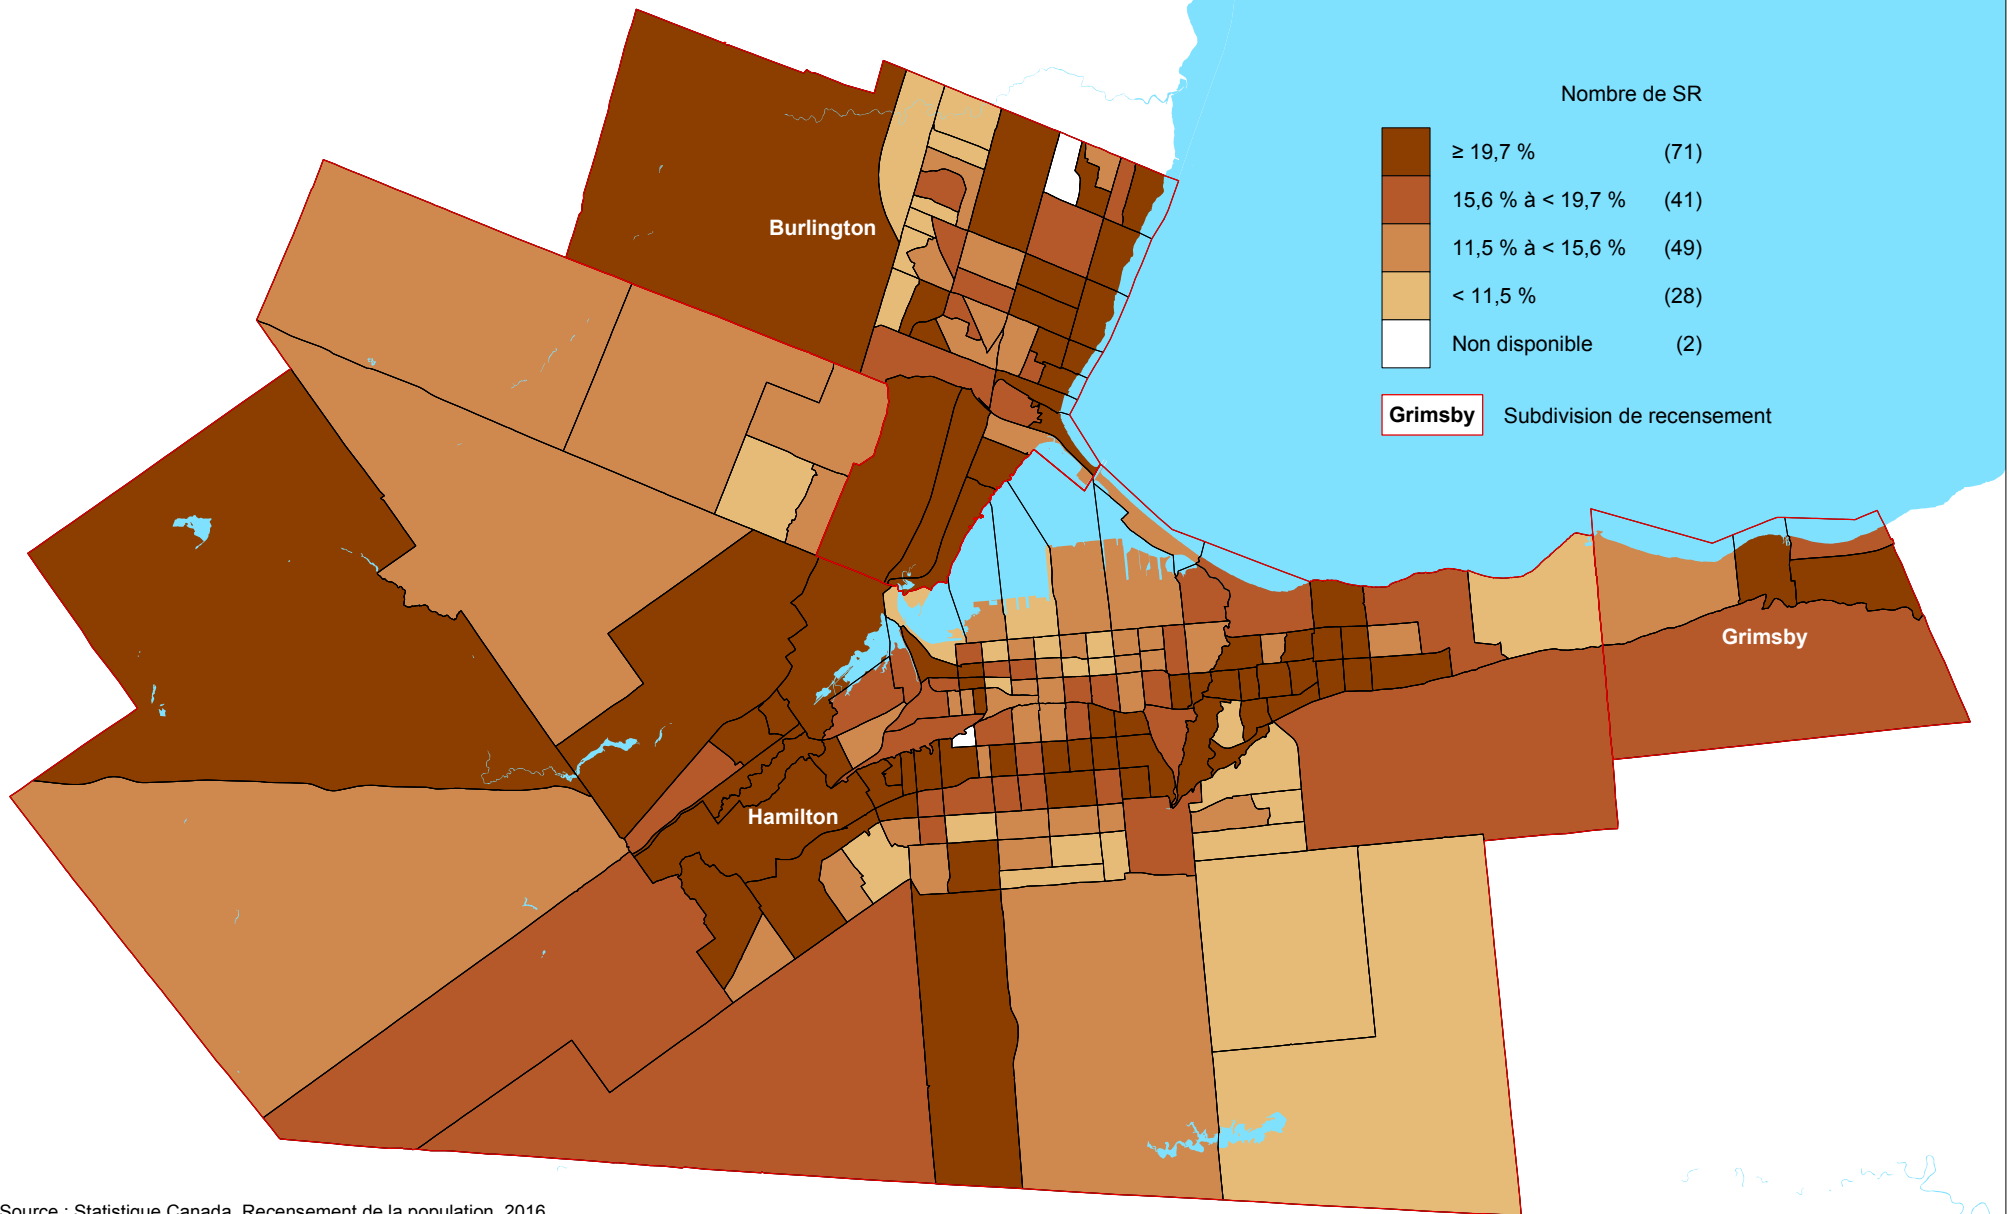 Nombre de SR
≥ 19,7 % (71)
15,6 % à < 19,7 % (41)
11,5 % à < 15,6 % (49)
< 11,5 % (28)
Non disponible (2)
Grimsby Subdivision de recensement
Burlington
Grimsby
Hamilton
Source : Statistique Canada, Recensement de la population, 2016